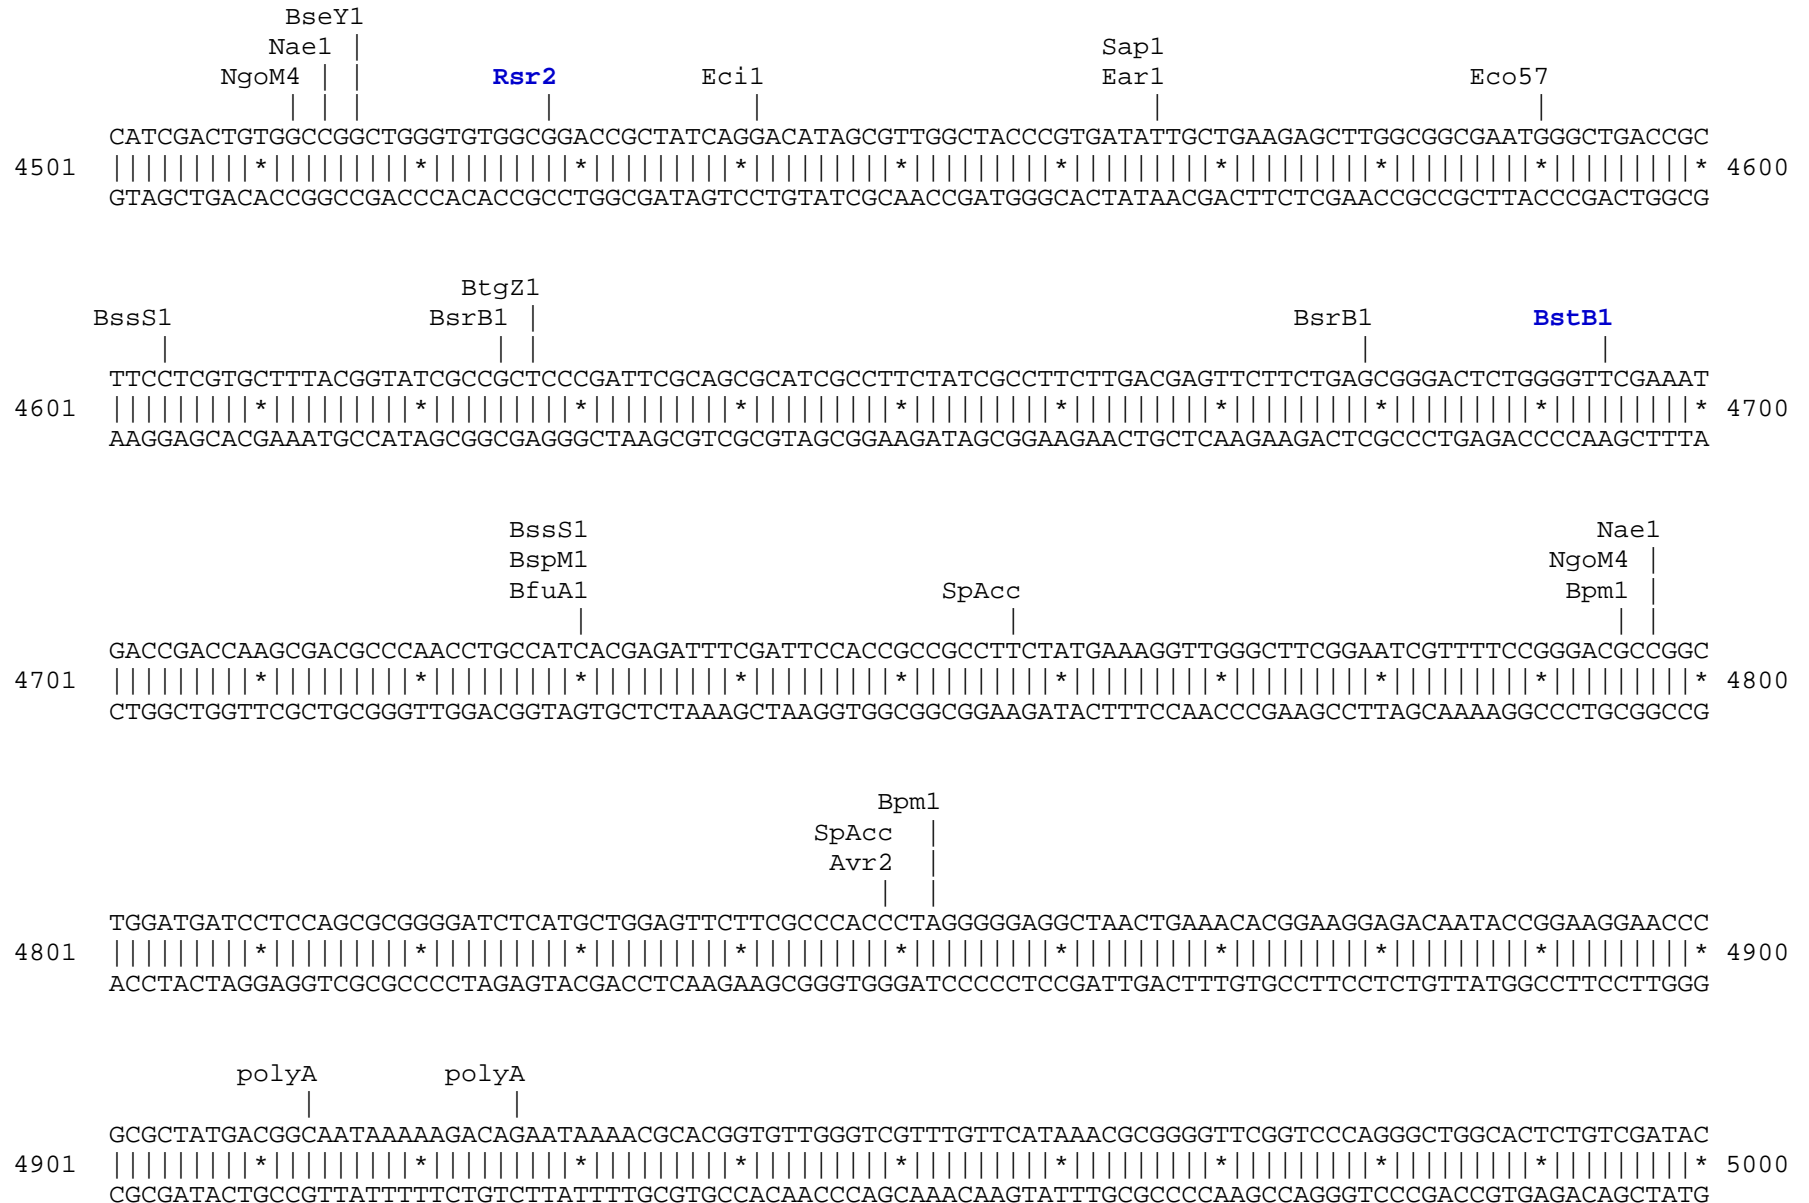 BseY1
Nae1 | Sap1
NgoM4 | | Rsr2 Eci1 Ear1 Eco57
| | | | | | |
CATCGACTGTGGCCGGCTGGGTGTGGCGGACCGCTATCAGGACATAGCGTTGGCTACCCGTGATATTGCTGAAGAGCTTGGCGGCGAATGGGCTGACCGC
4501 |||||||||*|||||||||*|||||||||*|||||||||*|||||||||*|||||||||*|||||||||*|||||||||*|||||||||*|||||||||* 4600
GTAGCTGACACCGGCCGACCCACACCGCCTGGCGATAGTCCTGTATCGCAACCGATGGGCACTATAACGACTTCTCGAACCGCCGCTTACCCGACTGGCG
BtgZ1
BssS1 BsrB1 | BsrB1 BstB1
| | | | |
TTCCTCGTGCTTTACGGTATCGCCGCTCCCGATTCGCAGCGCATCGCCTTCTATCGCCTTCTTGACGAGTTCTTCTGAGCGGGACTCTGGGGTTCGAAAT
4601 |||||||||*|||||||||*|||||||||*|||||||||*|||||||||*|||||||||*|||||||||*|||||||||*|||||||||*|||||||||* 4700
AAGGAGCACGAAATGCCATAGCGGCGAGGGCTAAGCGTCGCGTAGCGGAAGATAGCGGAAGAACTGCTCAAGAAGACTCGCCCTGAGACCCCAAGCTTTA
BssS1 Nae1
BspM1 NgoM4 |
BfuA1 SpAcc Bpm1 |
| | | |
GACCGACCAAGCGACGCCCAACCTGCCATCACGAGATTTCGATTCCACCGCCGCCTTCTATGAAAGGTTGGGCTTCGGAATCGTTTTCCGGGACGCCGGC
4701 |||||||||*|||||||||*|||||||||*|||||||||*|||||||||*|||||||||*|||||||||*|||||||||*|||||||||*|||||||||* 4800
CTGGCTGGTTCGCTGCGGGTTGGACGGTAGTGCTCTAAAGCTAAGGTGGCGGCGGAAGATACTTTCCAACCCGAAGCCTTAGCAAAAGGCCCTGCGGCCG
Bpm1
SpAcc |
Avr2 |
| |
TGGATGATCCTCCAGCGCGGGGATCTCATGCTGGAGTTCTTCGCCCACCCTAGGGGGAGGCTAACTGAAACACGGAAGGAGACAATACCGGAAGGAACCC
4801 |||||||||*|||||||||*|||||||||*|||||||||*|||||||||*|||||||||*|||||||||*|||||||||*|||||||||*|||||||||* 4900
ACCTACTAGGAGGTCGCGCCCCTAGAGTACGACCTCAAGAAGCGGGTGGGATCCCCCTCCGATTGACTTTGTGCCTTCCTCTGTTATGGCCTTCCTTGGG
polyA polyA
| |
GCGCTATGACGGCAATAAAAAGACAGAATAAAACGCACGGTGTTGGGTCGTTTGTTCATAAACGCGGGGTTCGGTCCCAGGGCTGGCACTCTGTCGATAC
4901 |||||||||*|||||||||*|||||||||*|||||||||*|||||||||*|||||||||*|||||||||*|||||||||*|||||||||*|||||||||* 5000
CGCGATACTGCCGTTATTTTTCTGTCTTATTTTGCGTGCCACAACCCAGCAAACAAGTATTTGCGCCCCAAGCCAGGGTCCCGACCGTGAGACAGCTATG